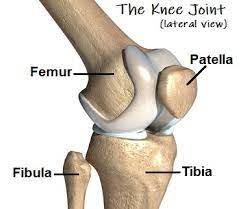 The Knee Joint
(lateral view)
Patella
Femur
Fibula
Tibia